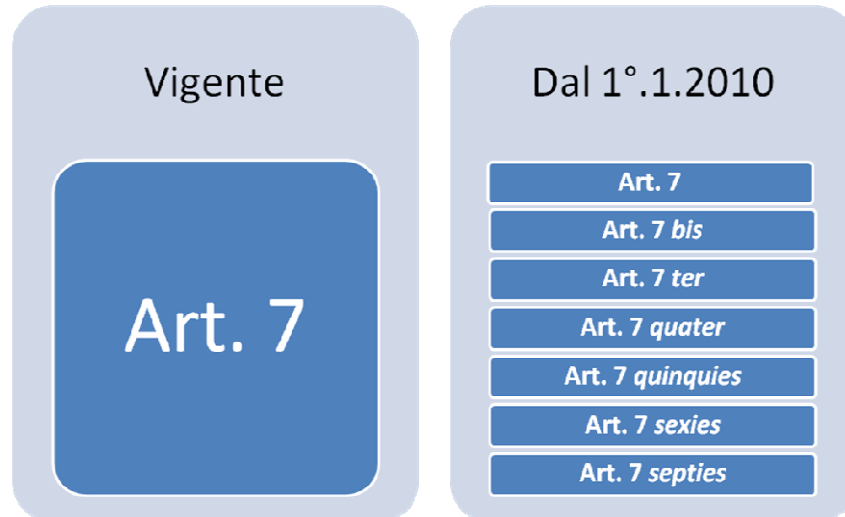 Vigente
Art. 7
Dal 1°.1.2010
Art. 7
Art. 7 bis
Art. 7 ter
Art. 7 quater
Art. 7 quinquies
Art. 7 sexies
Art. 7 septies